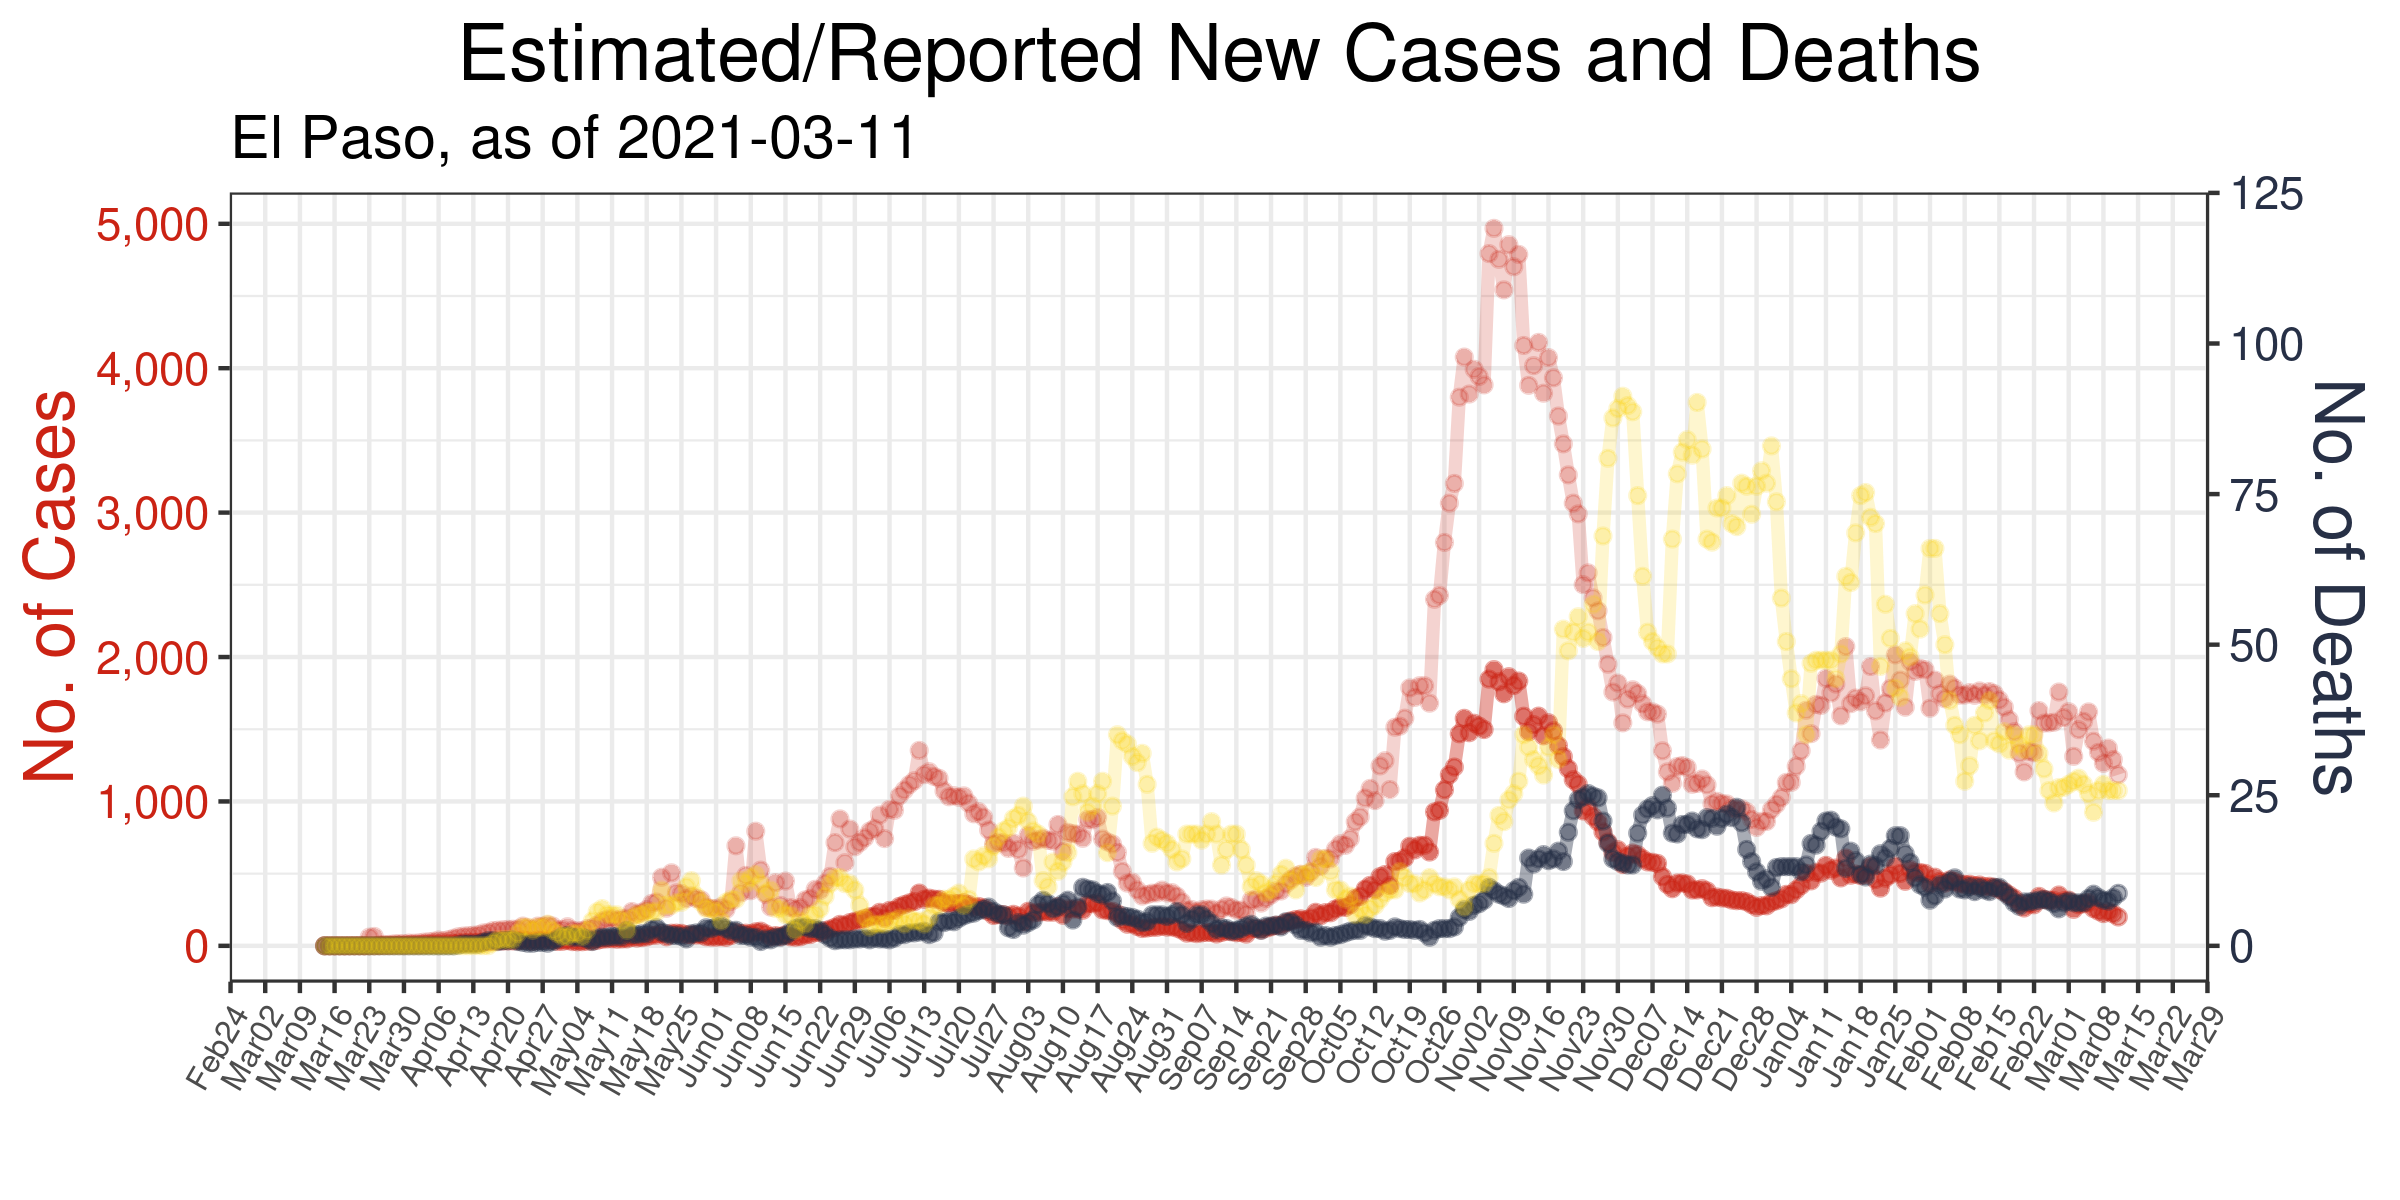 Estimated/Reported New Cases and Deaths
El Paso, as of 2021-03-11
No. of Cases
5,000
4,000
3,000
2,000
1,000
0
125
100
75
50
25
0
No. of Deaths
Feb24
Mar02
Mar09
Mar16
Mar23
Mar30
Apr06
Apr13
Apr20
Apr27
May04
May11
May18
May25
Jun01
Jun08
Jun15
Jun22
Jun29
Jul06
Jul13
Jul20
Jul27
Aug03
Aug10
Aug17
Aug24
Aug31
Sep07
Sep14
Sep21
Sep28
Oct05
Oct12
Oct19
Oct26
Nov02
Nov09
Nov16
Nov23
Nov30
Dec07
Dec14
Dec21
Dec28
Jan04
Jan11
Jan18
Jan25
Feb01
Feb08
Feb15
Feb22
Mar01
Mar08
Mar15
Mar22
Mar29